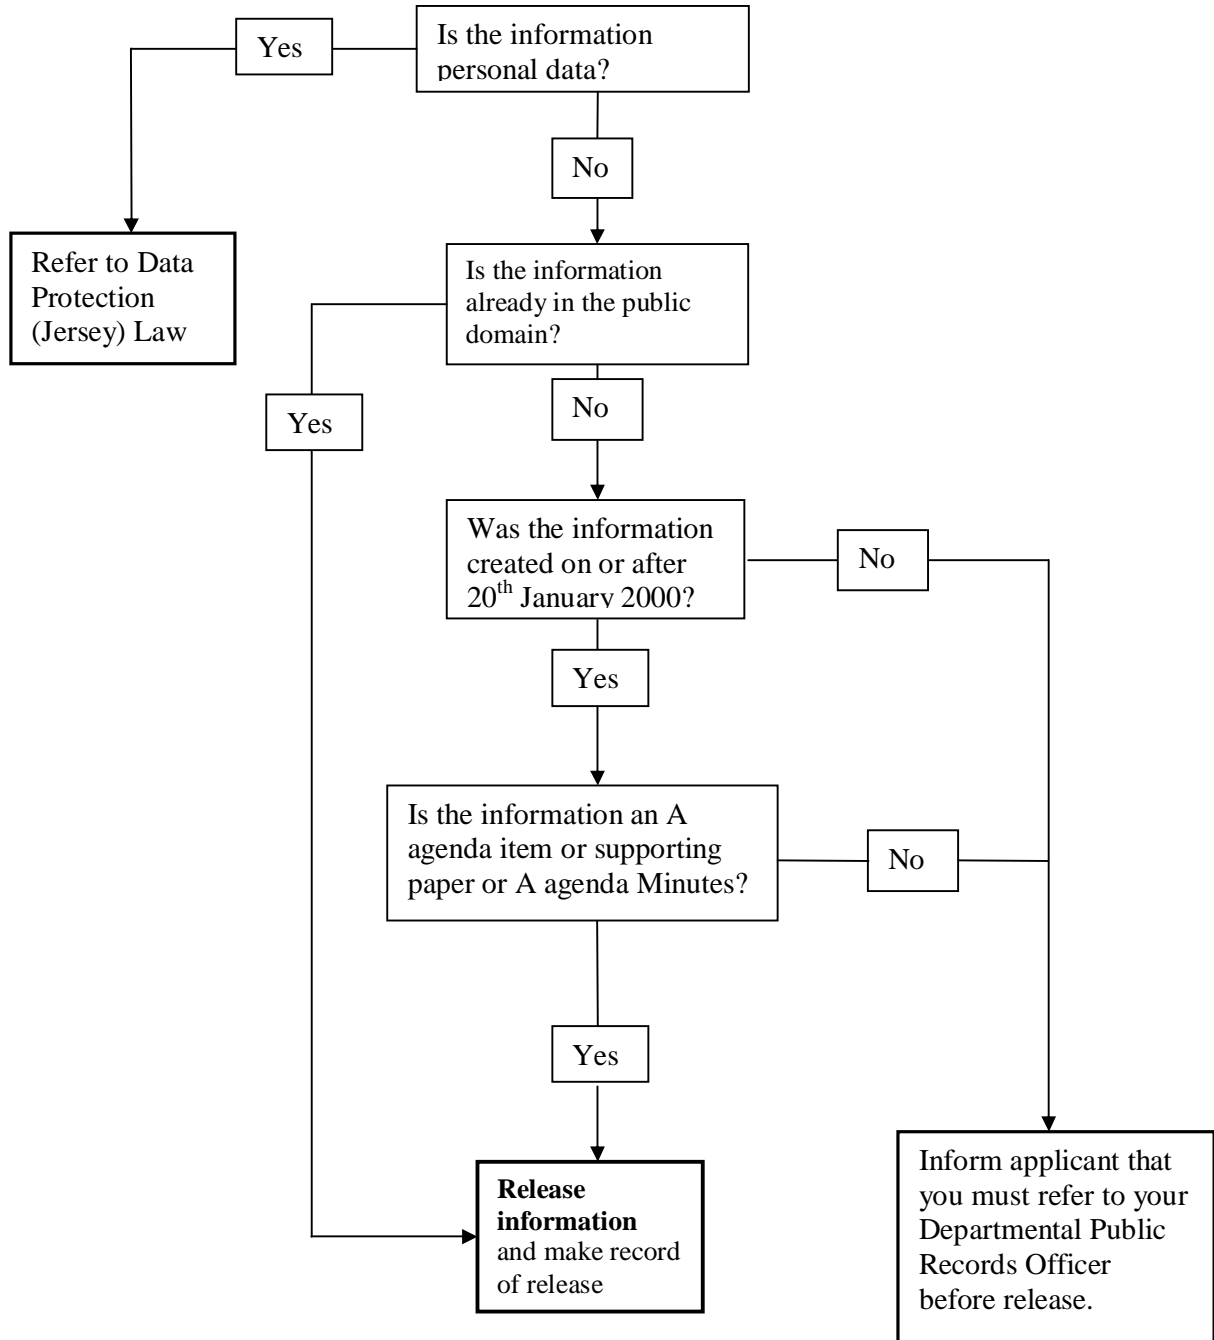 Is the information
personal data?
Yes
No
Refer to Data
Protection
(Jersey) Law
Is the information
already in the public
domain?
Yes
No
Was the information
created on or after
20th January 2000?
No
Yes
Is the information an A
agenda item or supporting
paper or A agenda Minutes?
No
Yes
Release
information
and make record
of release
Inform applicant that
you must refer to your
Departmental Public
Records Officer
before release.